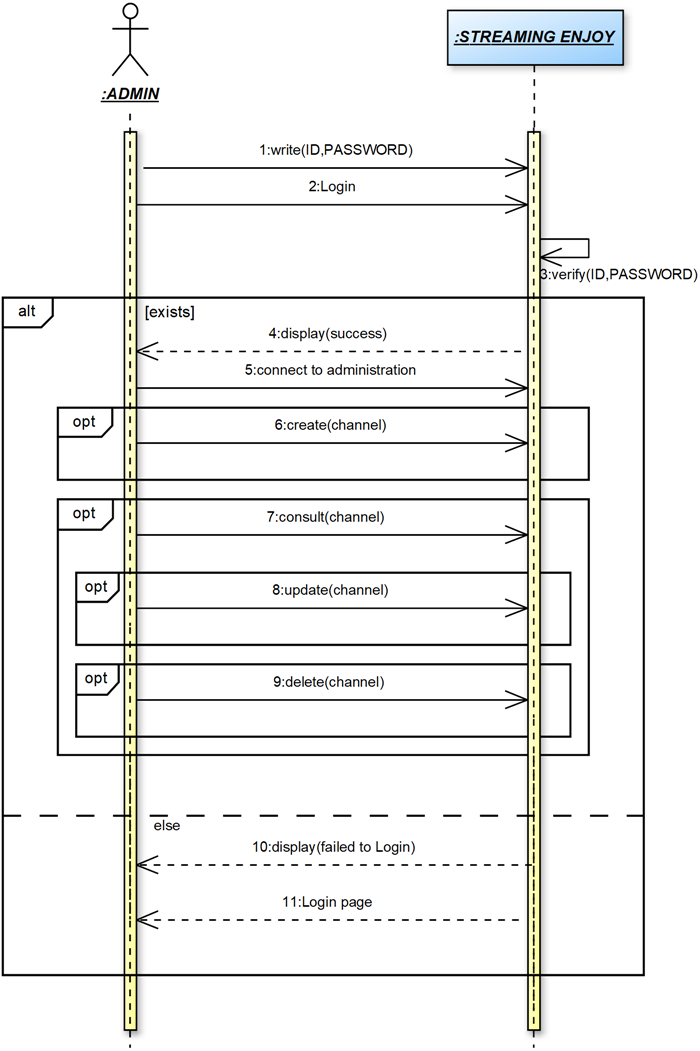 :STREAMING ENJOY
:ADMIN
1:write(ID,PASSWORD)
2:Login
3:verify(ID,PASSWORD)
alt
[exists]
4:display(success)
5:connect to administration
opt
6:create(channel)
opt
7:consult(channel)
opt
8:update(channel)
opt
9:delete(channel)
else
10:display(failed to Login)
11:Login page